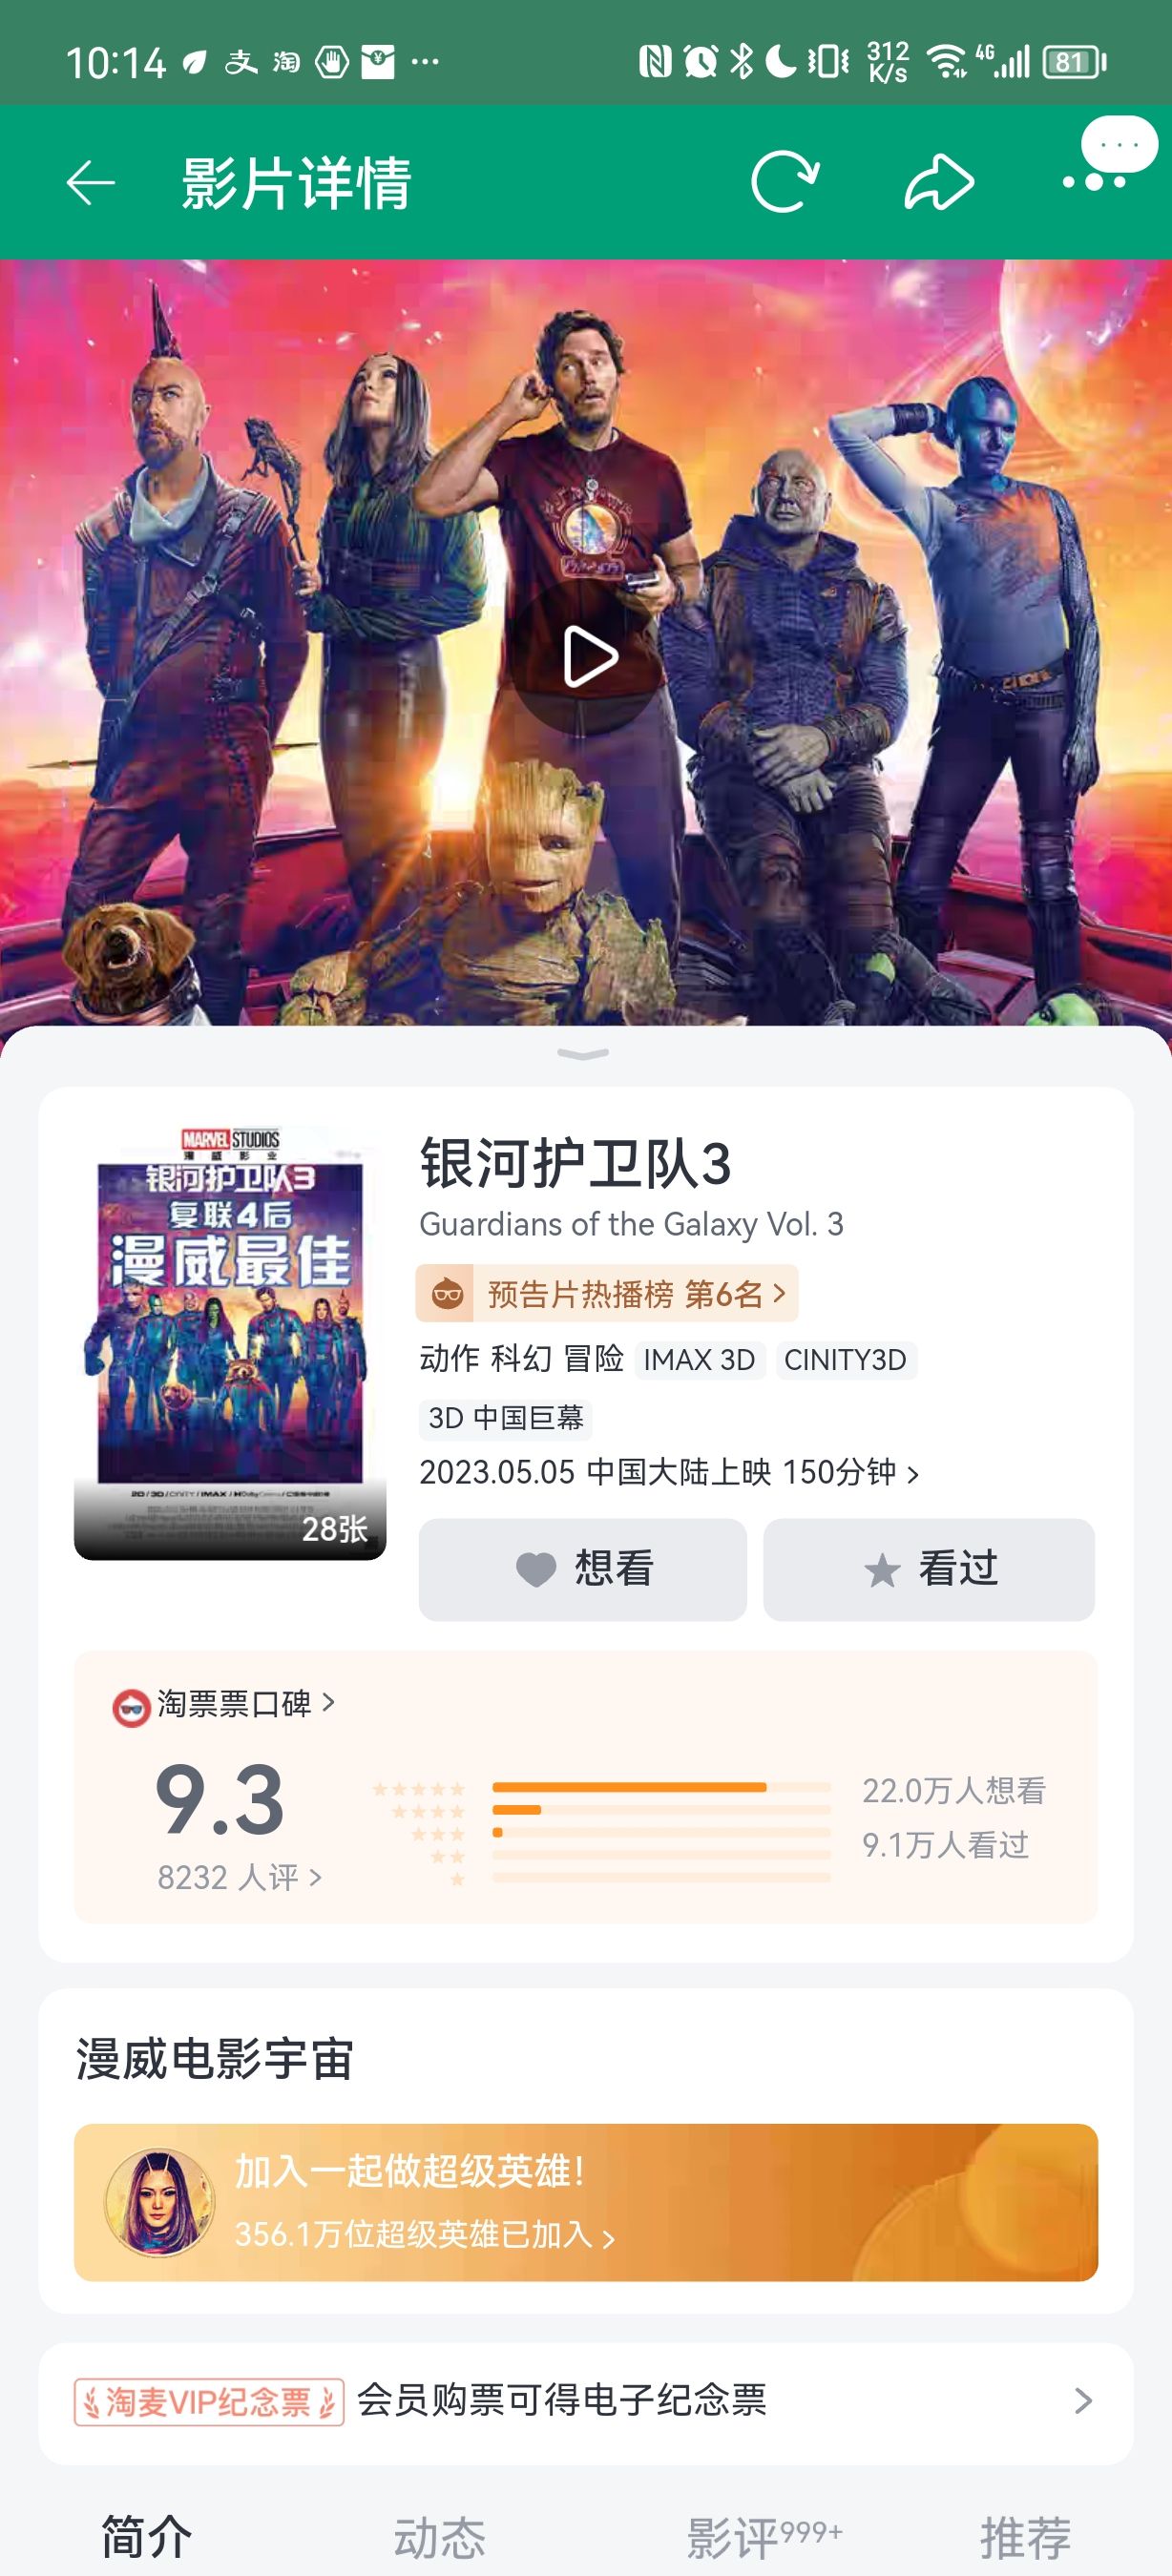 10:14 支 淘 ··· 312 K/s 4G 81
影片详情
MARVEL STUDIOS
漫威影业
银河护卫队3
复联4后
漫威最佳
28张
银河护卫队3
Guardians of the Galaxy Vol. 3
预告片热播榜 第6名 >
动作 科幻 冒险 IMAX 3D CINITY3D
3D 中国巨幕
2023.05.05 中国大陆上映 150分钟 >
想看 看过
淘票票口碑 >
9.3
8232 人评 >
22.0万人想看
9.1万人看过
漫威电影宇宙
加入一起做超级英雄!
356.1万位超级英雄已加入 >
淘麦VIP纪念票 会员购票可得电子纪念票 >
简介 动态 影评999+ 推荐